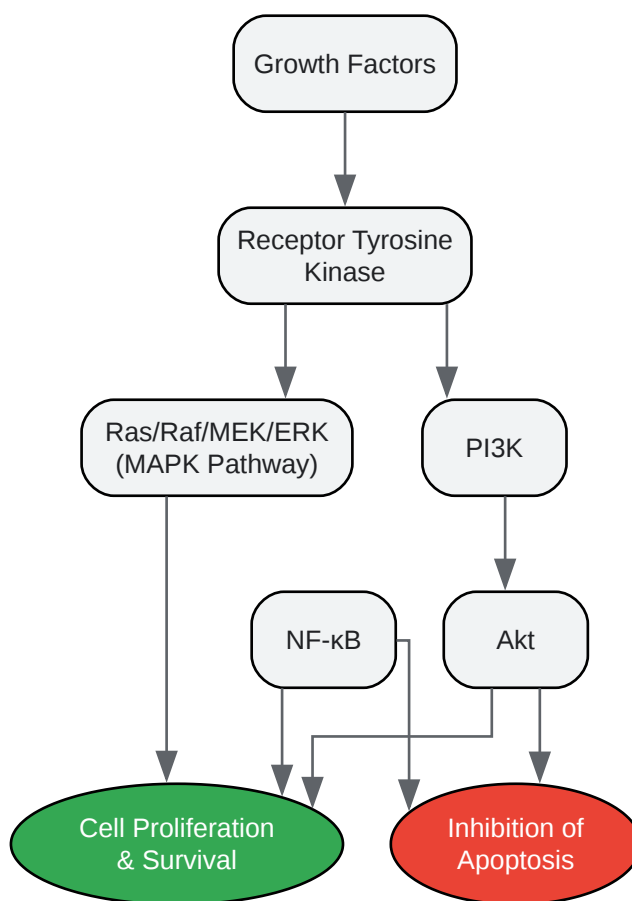 Growth Factors
Receptor Tyrosine
Kinase
Ras/Raf/MEK/ERK
(MAPK Pathway)
PI3K
NF-κB
Akt
Cell Proliferation
& Survival
Inhibition of
Apoptosis